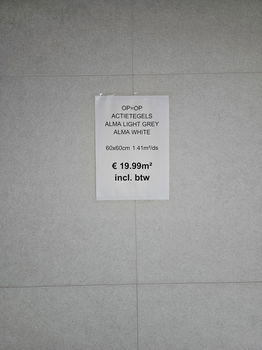 OP=OP
ACTIETEGELS
ALMA LIGHT GREY
ALMA WHITE
60x60cm 1.41m²/ds
€ 19.99m²
incl. btw